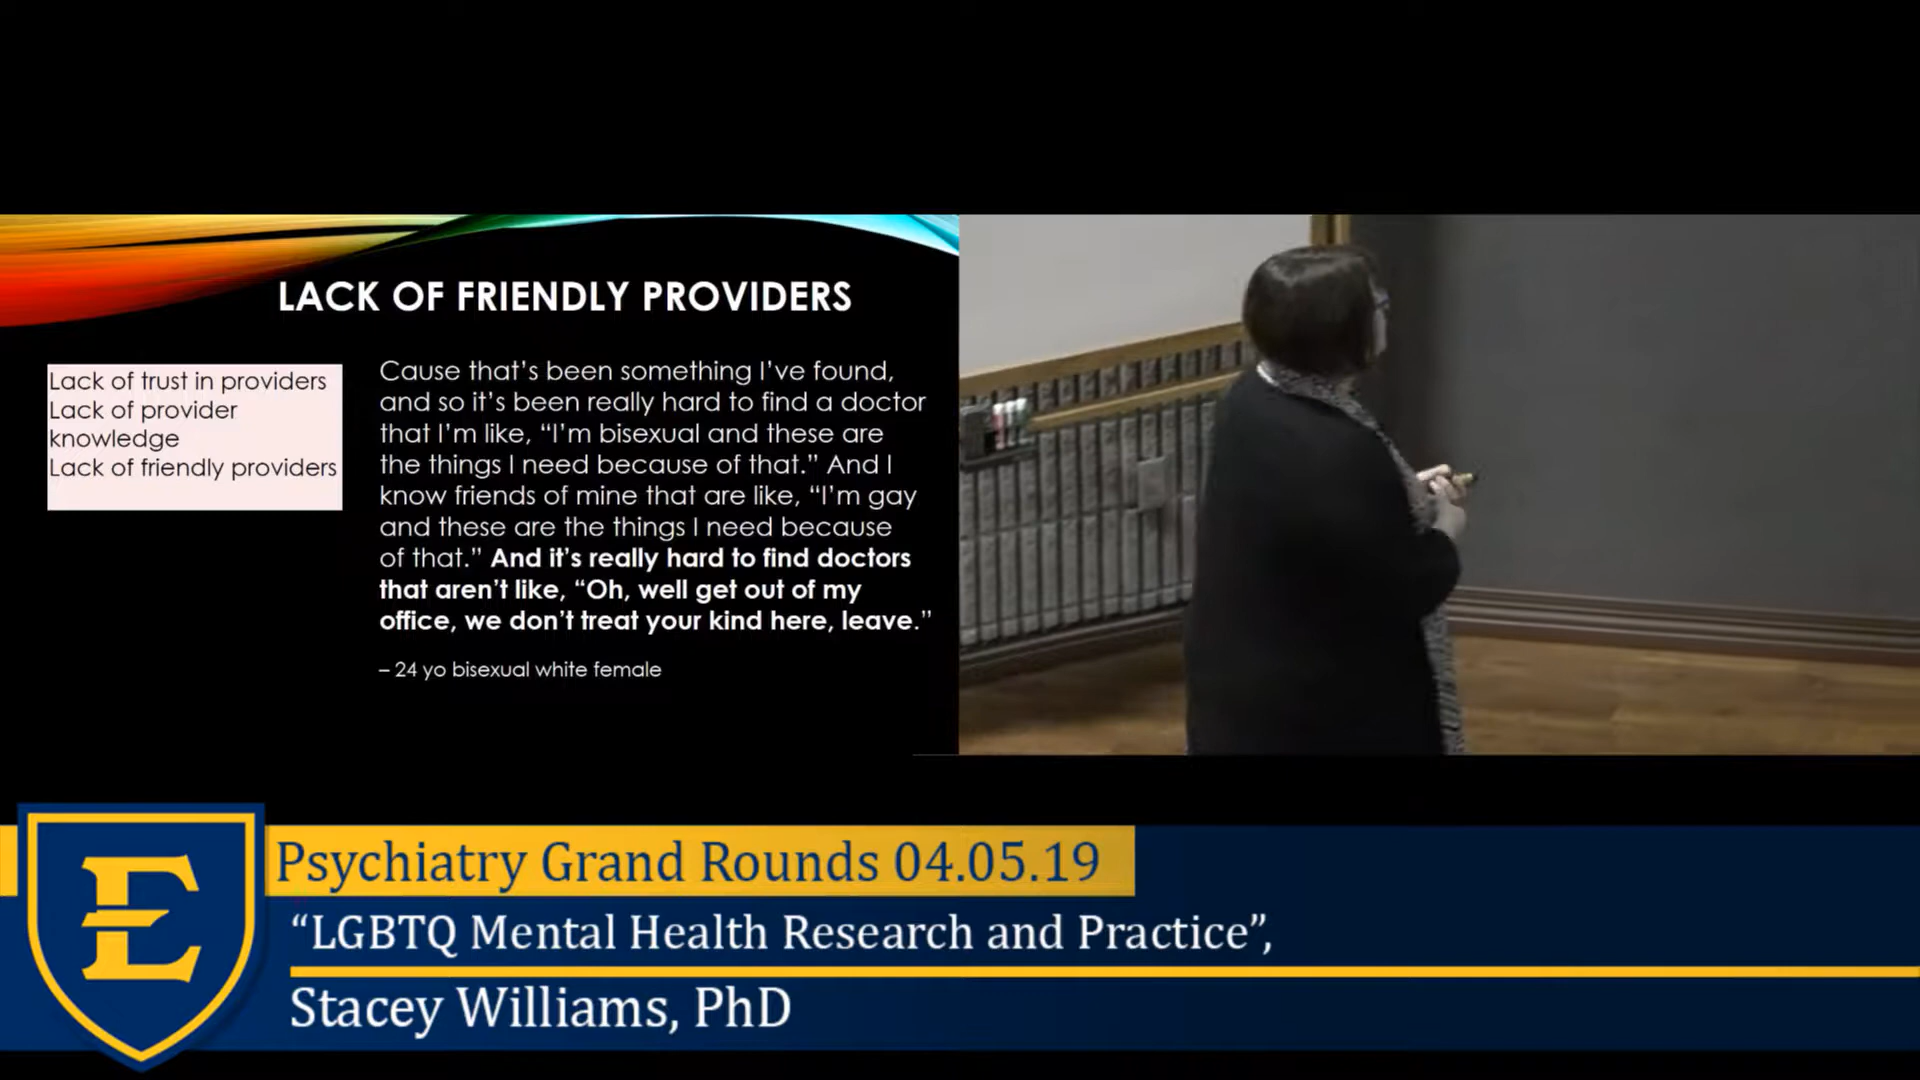 LACK OF FRIENDLY PROVIDERS
Lack of trust in providers
Lack of provider
knowledge
Lack of friendly providers
Cause that’s been something I’ve found,
and so it’s been really hard to find a doctor
that I’m like, “I’m bisexual and these are
the things I need because of that.” And I
know friends of mine that are like, “I’m gay
and these are the things I need because
of that.” And it’s really hard to find doctors
that aren’t like, “Oh, well get out of my
office, we don’t treat your kind here, leave.”
– 24 yo bisexual white female
E
Psychiatry Grand Rounds 04.05.19
“LGBTQ Mental Health Research and Practice”,
Stacey Williams, PhD